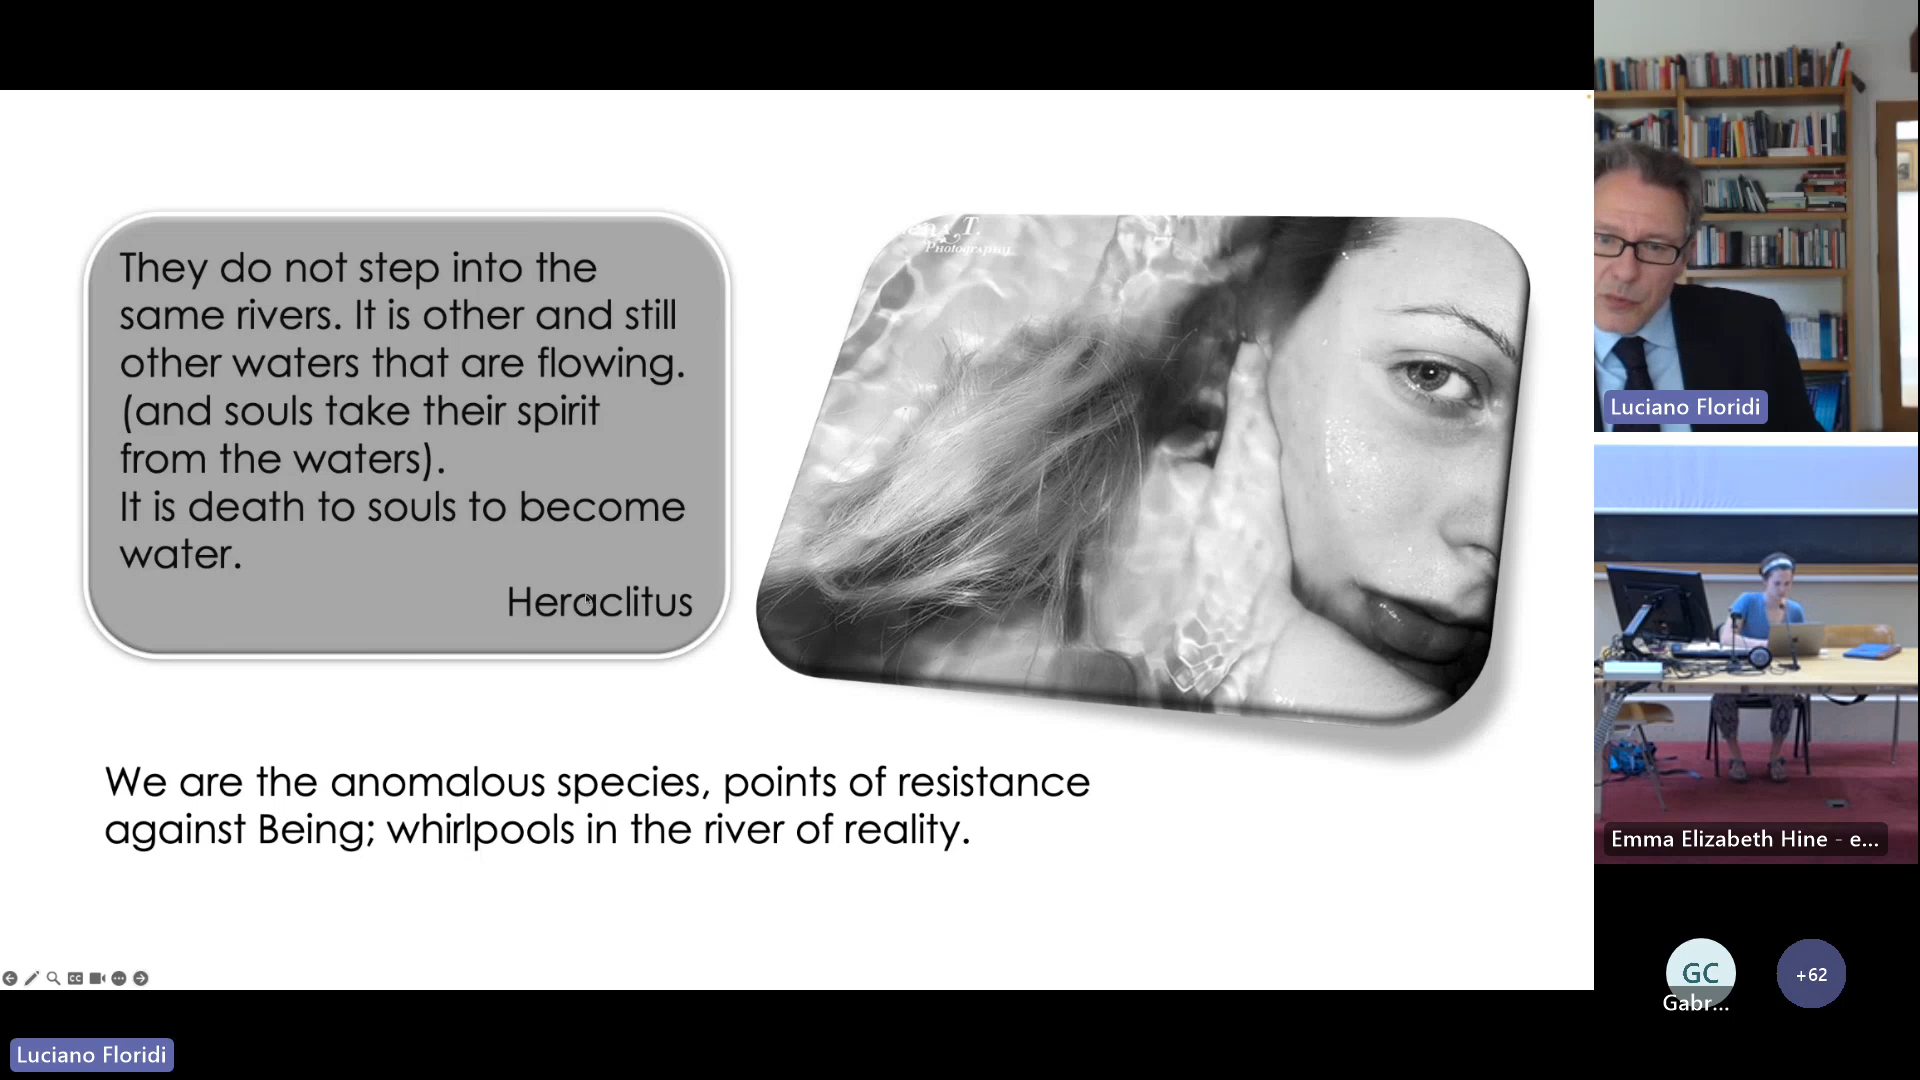 They do not step into the
same rivers. It is other and still
other waters that are flowing.
(and souls take their spirit
from the waters).
It is death to souls to become
water.
Heraclitus
T.
Photography
We are the anomalous species, points of resistance
against Being; whirlpools in the river of reality.
Luciano Floridi
Emma Elizabeth Hine - e...
GC
Gabr...
+62
CC
Luciano Floridi